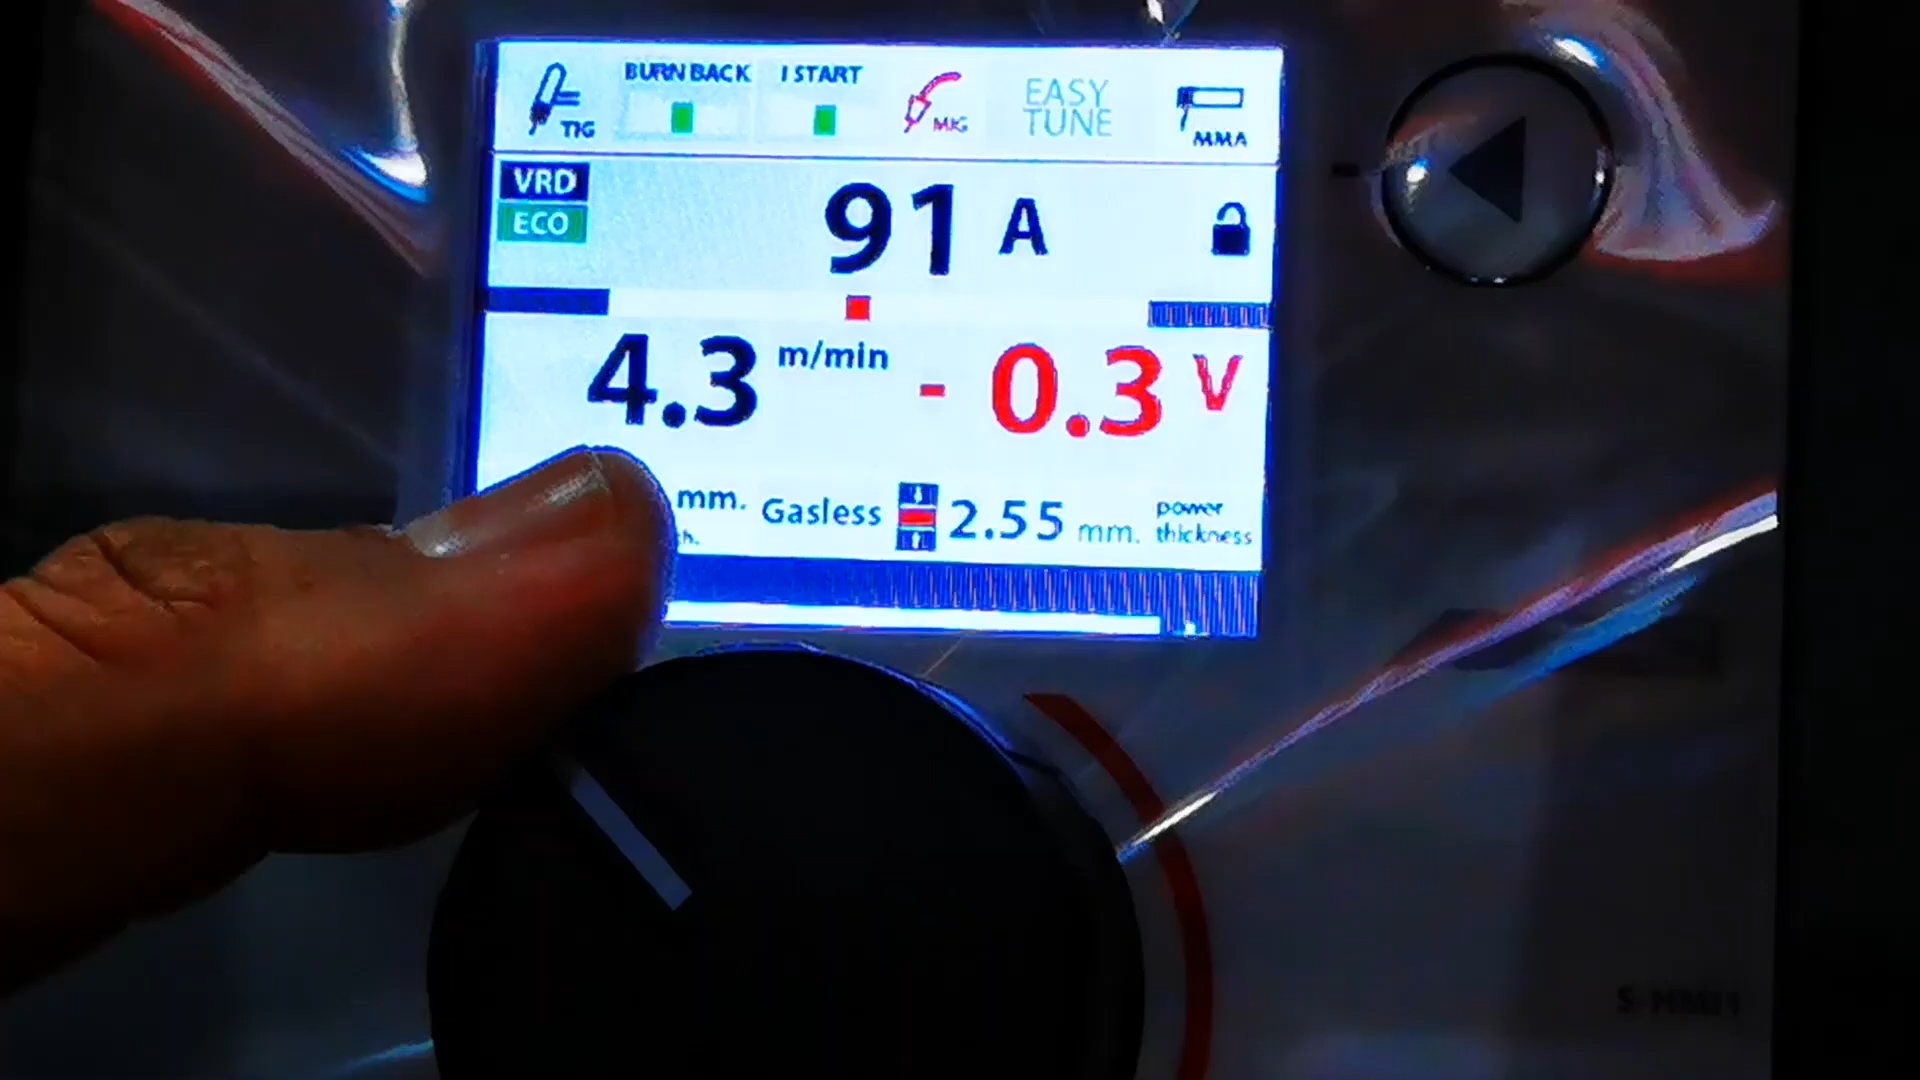 BURN BACK I START
TIG MIG EASY TUNE MMA
VRD
ECO
91 A
4.3 m/min - 0.3 V
mm. Gasless 2.55 mm. power thickness